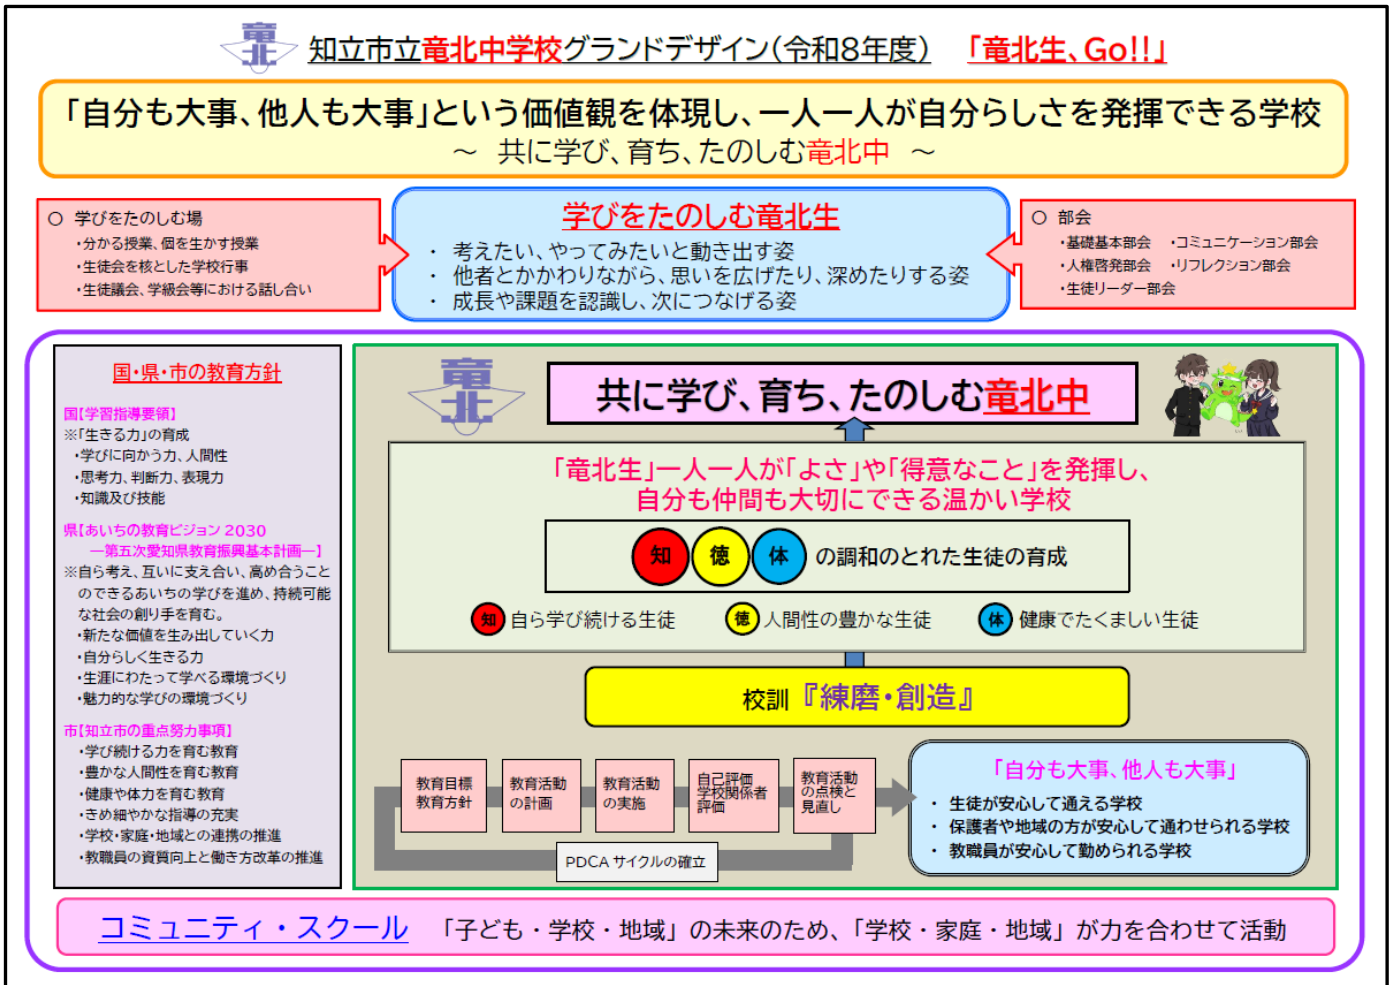 竜北
知立市立竜北中学校グランドデザイン(令和8年度) 「竜北生、Go!!」
「自分も大事、他人も大事」という価値観を体現し、一人一人が自分らしさを発揮できる学校
～ 共に学び、育ち、たのしむ竜北中 ～
○ 学びをたのしむ場
・分かる授業、個を生かす授業
・生徒会を核とした学校行事
・生徒議会、学級会等における話し合い
学びをたのしむ竜北生
・ 考えたい、やってみたいと動き出す姿
・ 他者とかかわりながら、思いを広げたり、深めたりする姿
・ 成長や課題を認識し、次につなげる姿
○ 部会
・基礎基本部会 ・コミュニケーション部会
・人権啓発部会 ・リフレクション部会
・生徒リーダー部会
国・県・市の教育方針
国【学習指導要領】
※「生きる力」の育成
・学びに向かう力、人間性
・思考力、判断力、表現力
・知識及び技能
県【あいちの教育ビジョン 2030
―第五次愛知県教育振興基本計画―】
※自ら考え、互いに支え合い、高め合うこと
のできるあいちの学びを進め、持続可能
な社会の創り手を育む。
・新たな価値を生み出していく力
・自分らしく生きる力
・生涯にわたって学べる環境づくり
・魅力的な学びの環境づくり
市【知立市の重点努力事項】
・学び続ける力を育む教育
・豊かな人間性を育む教育
・健康や体力を育む教育
・きめ細やかな指導の充実
・学校・家庭・地域との連携の推進
・教職員の資質向上と働き方改革の推進
竜北
共に学び、育ち、たのしむ竜北中
「竜北生」一人一人が「よさ」や「得意なこと」を発揮し、
自分も仲間も大切にできる温かい学校
知 徳 体 の調和のとれた生徒の育成
知 自ら学び続ける生徒 徳 人間性の豊かな生徒 体 健康でたくましい生徒
校訓『練磨・創造』
教育目標
教育方針
教育活動
の計画
教育活動
の実施
自己評価
学校関係者
評価
教育活動
の点検と
見直し
PDCA サイクルの確立
「自分も大事、他人も大事」
・ 生徒が安心して通える学校
・ 保護者や地域の方が安心して通わせられる学校
・ 教職員が安心して勤められる学校
コミュニティ・スクール 「子ども・学校・地域」の未来のため、「学校・家庭・地域」が力を合わせて活動